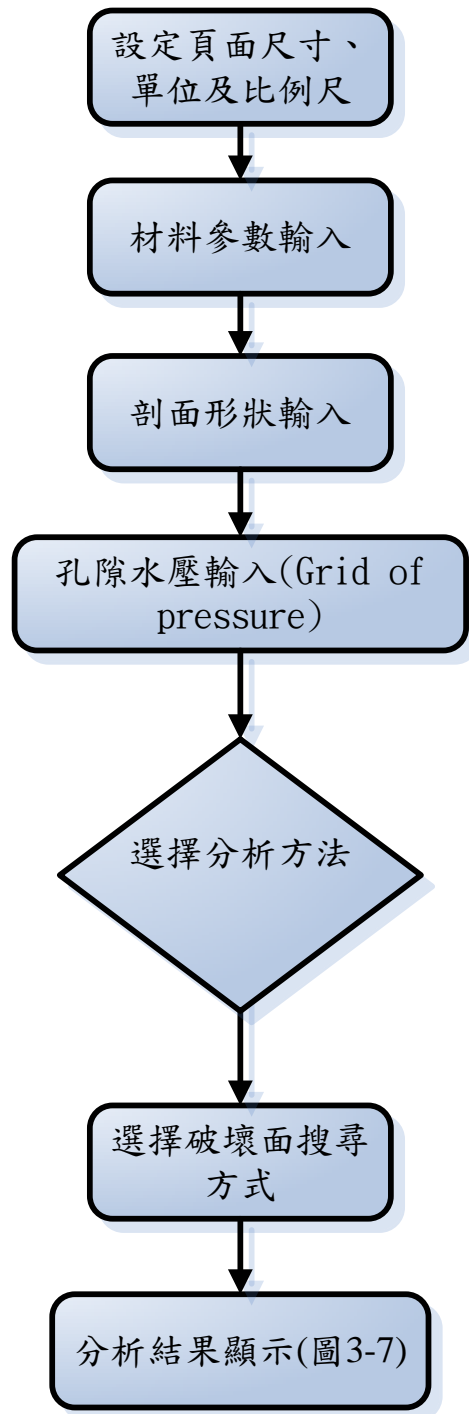 設定頁面尺寸、
單位及比例尺
材料參數輸入
剖面形狀輸入
孔隙水壓輸入(Grid of
pressure)
選擇分析方法
選擇破壞面搜尋
方式
分析結果顯示(圖3-7)